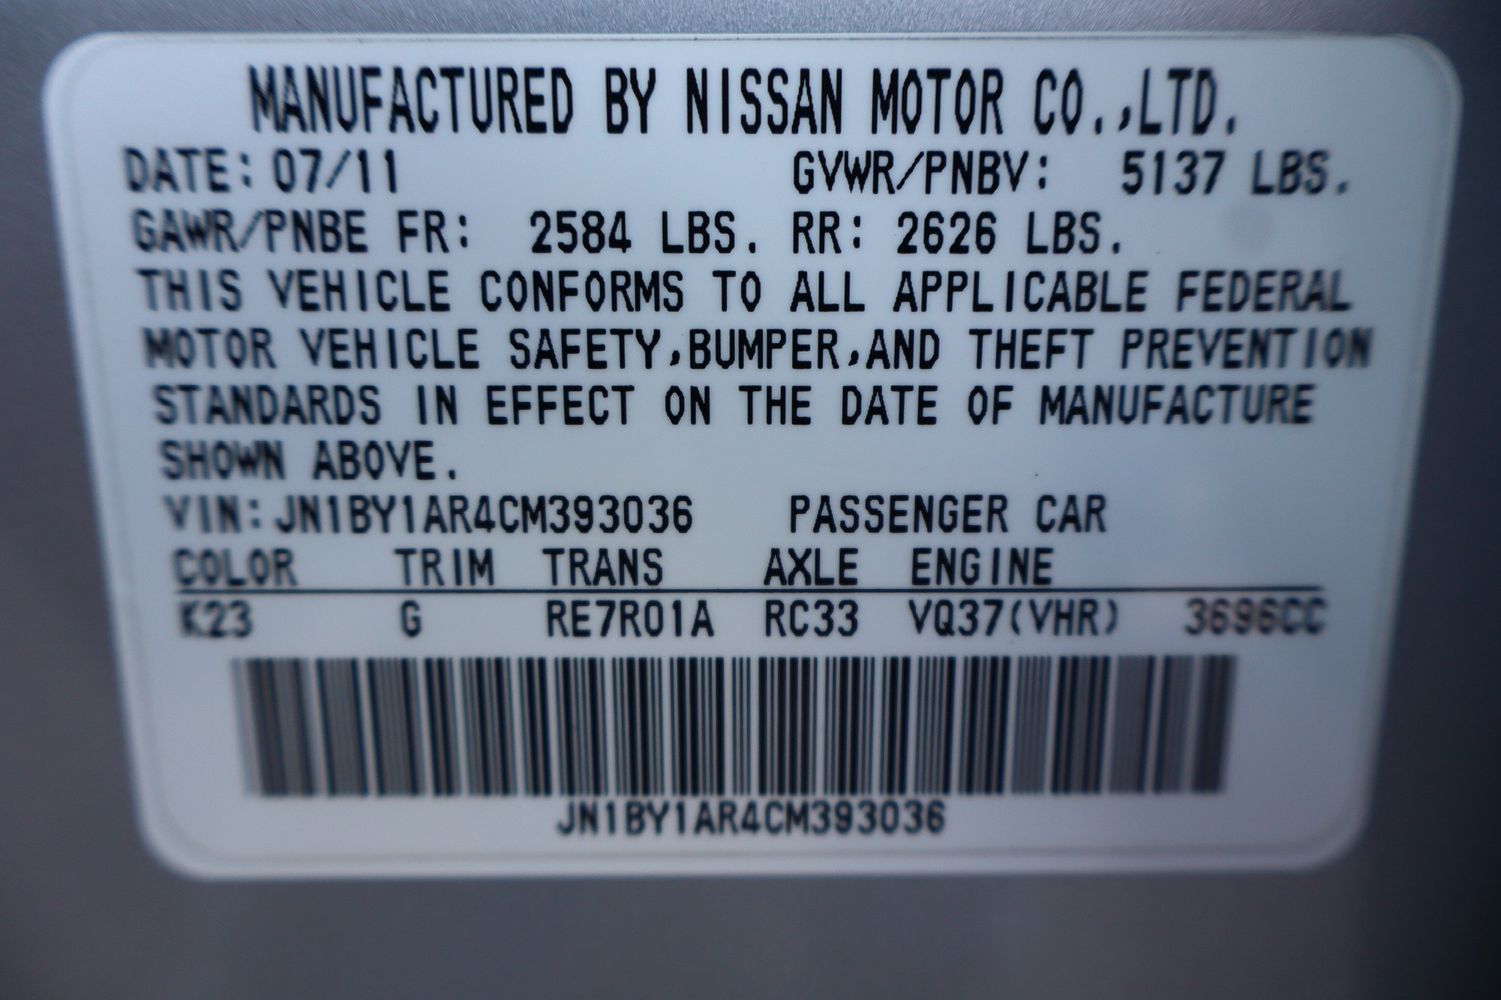 MANUFACTURED BY NISSAN MOTOR CO.,LTD.
DATE: 07/11 GVWR/PNBV: 5137 LBS.
GAWR/PNBE FR: 2584 LBS. RR: 2626 LBS.
THIS VEHICLE CONFORMS TO ALL APPLICABLE FEDERAL
MOTOR VEHICLE SAFETY,BUMPER,AND THEFT PREVENTION
STANDARDS IN EFFECT ON THE DATE OF MANUFACTURE
SHOWN ABOVE.
VIN:JN1BY1AR4CM393036 PASSENGER CAR
COLOR TRIM TRANS AXLE ENGINE
K23 G RE7R01A RC33 VQ37(VHR) 3696CC
JN1BY1AR4CM393036